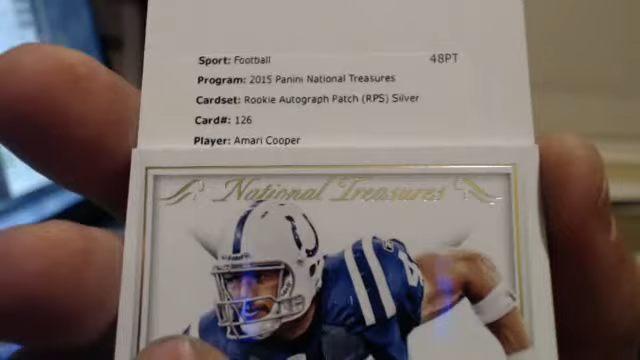 Sport: Football
48PT
Program: 2015 Panini National Treasures
Cardset: Rookie Autograph Patch (RPS) Silver
Card#: 126
Player: Amari Cooper
National Treasures